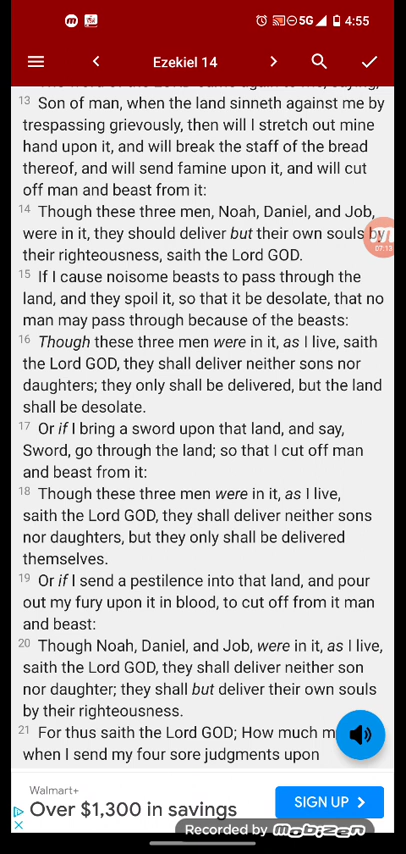 5G 4:55
Ezekiel 14
13 Son of man, when the land sinneth against me by
trespassing grievously, then will I stretch out mine
hand upon it, and will break the staff of the bread
thereof, and will send famine upon it, and will cut
off man and beast from it:
14 Though these three men, Noah, Daniel, and Job,
were in it, they should deliver but their own souls by
their righteousness, saith the Lord GOD.
07:13
15 If I cause noisome beasts to pass through the
land, and they spoil it, so that it be desolate, that no
man may pass through because of the beasts:
16 Though these three men were in it, as I live, saith
the Lord GOD, they shall deliver neither sons nor
daughters; they only shall be delivered, but the land
shall be desolate.
17 Or if I bring a sword upon that land, and say,
Sword, go through the land; so that I cut off man
and beast from it:
18 Though these three men were in it, as I live,
saith the Lord GOD, they shall deliver neither sons
nor daughters, but they only shall be delivered
themselves.
19 Or if I send a pestilence into that land, and pour
out my fury upon it in blood, to cut off from it man
and beast:
20 Though Noah, Daniel, and Job, were in it, as I live,
saith the Lord GOD, they shall deliver neither son
nor daughter; they shall but deliver their own souls
by their righteousness.
21 For thus saith the Lord GOD; How much
when I send my four sore judgments upon
Walmart+
Over $1,300 in savings
SIGN UP
Recorded by mobizen